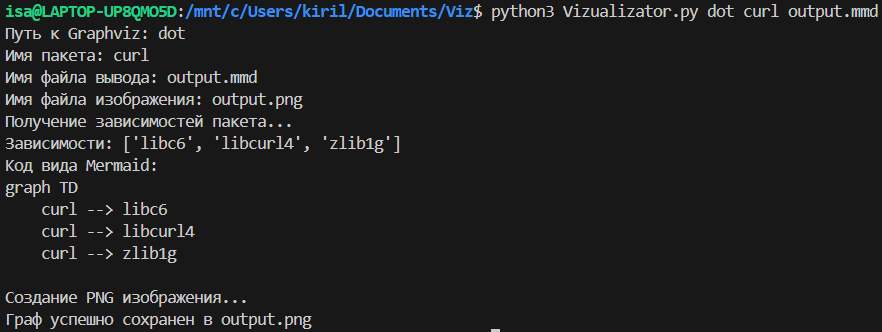 isa@LAPTOP-UP8QMO5D:/mnt/c/Users/kiril/Documents/Viz$ python3 Vizualizator.py dot curl output.mmd
Путь к Graphviz: dot
Имя пакета: curl
Имя файла вывода: output.mmd
Имя файла изображения: output.png
Получение зависимостей пакета...
Зависимости: ['libc6', 'libcurl4', 'zlib1g']
Код вида Mermaid:
graph TD
    curl --> libc6
    curl --> libcurl4
    curl --> zlib1g

Создание PNG изображения...
Граф успешно сохранен в output.png